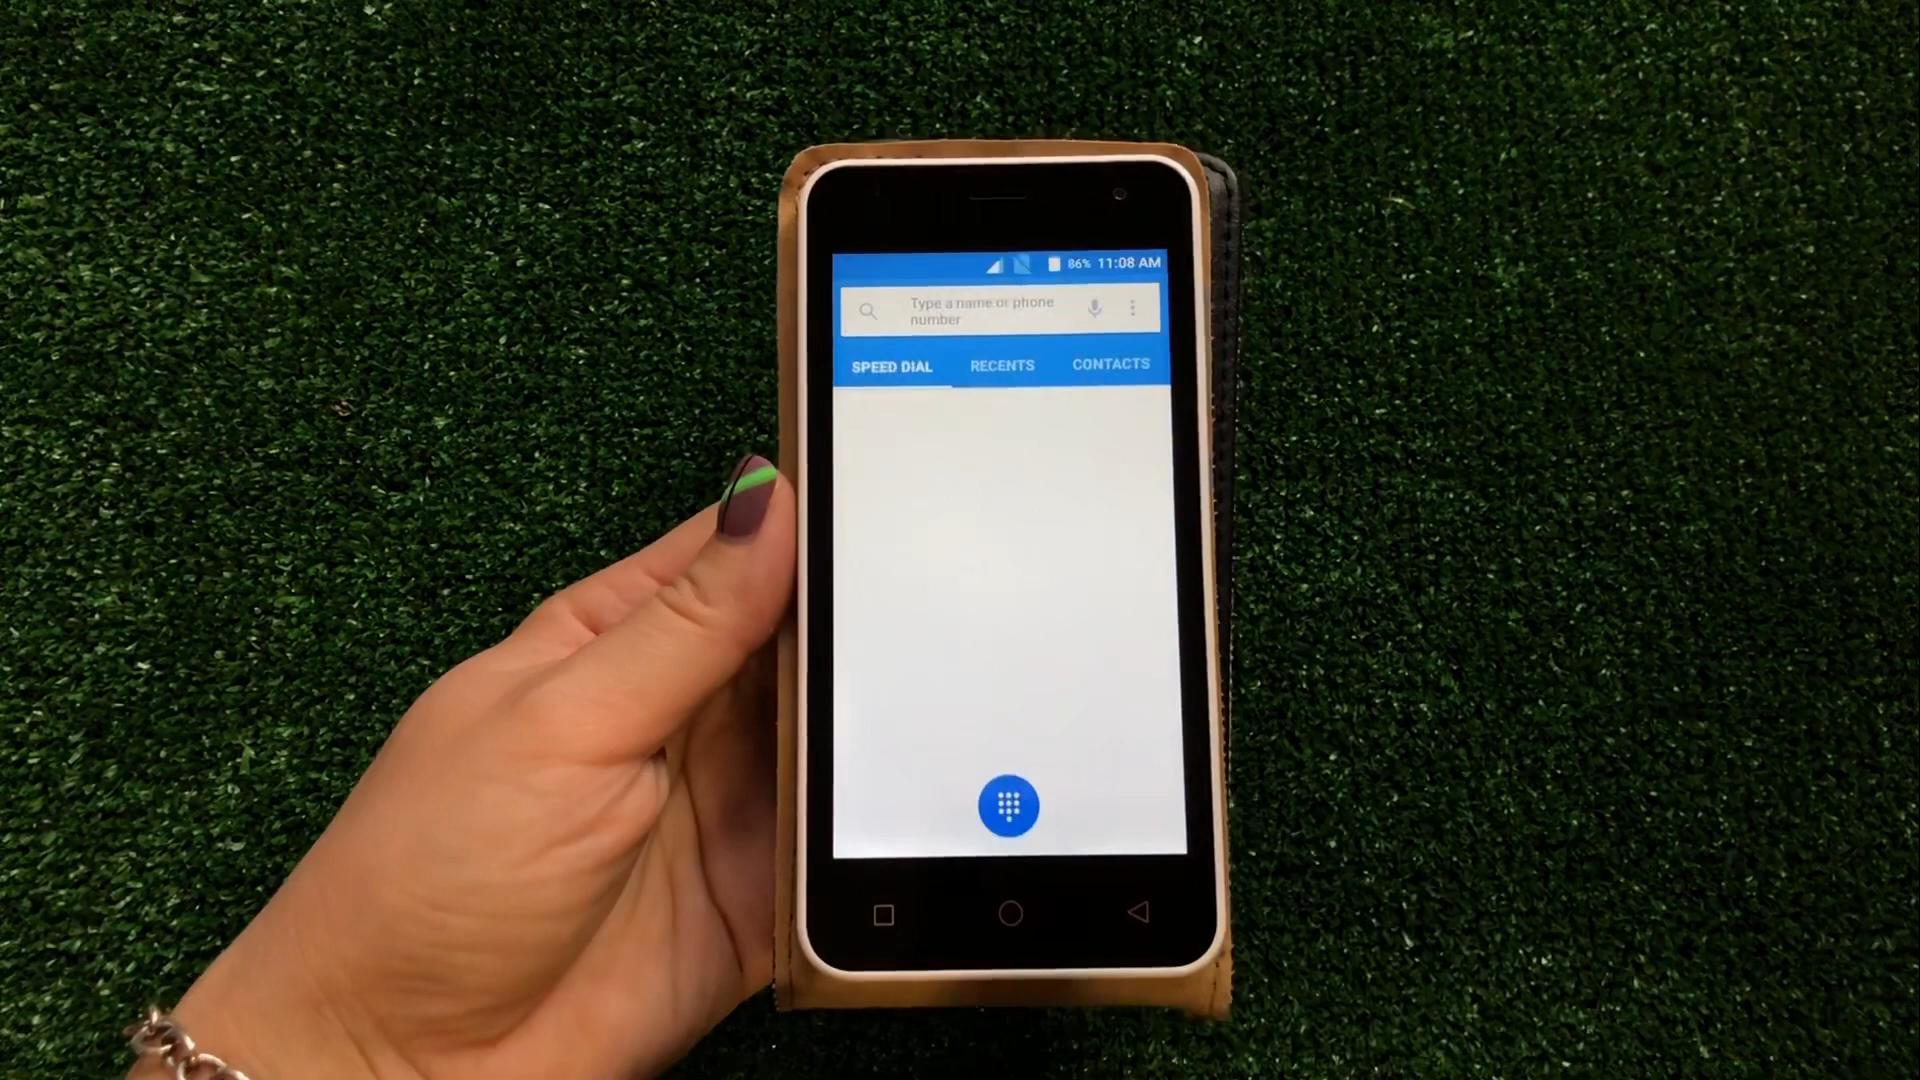 86% 11:08 AM
Type a name or phone
number
SPEED DIAL RECENTS CONTACTS